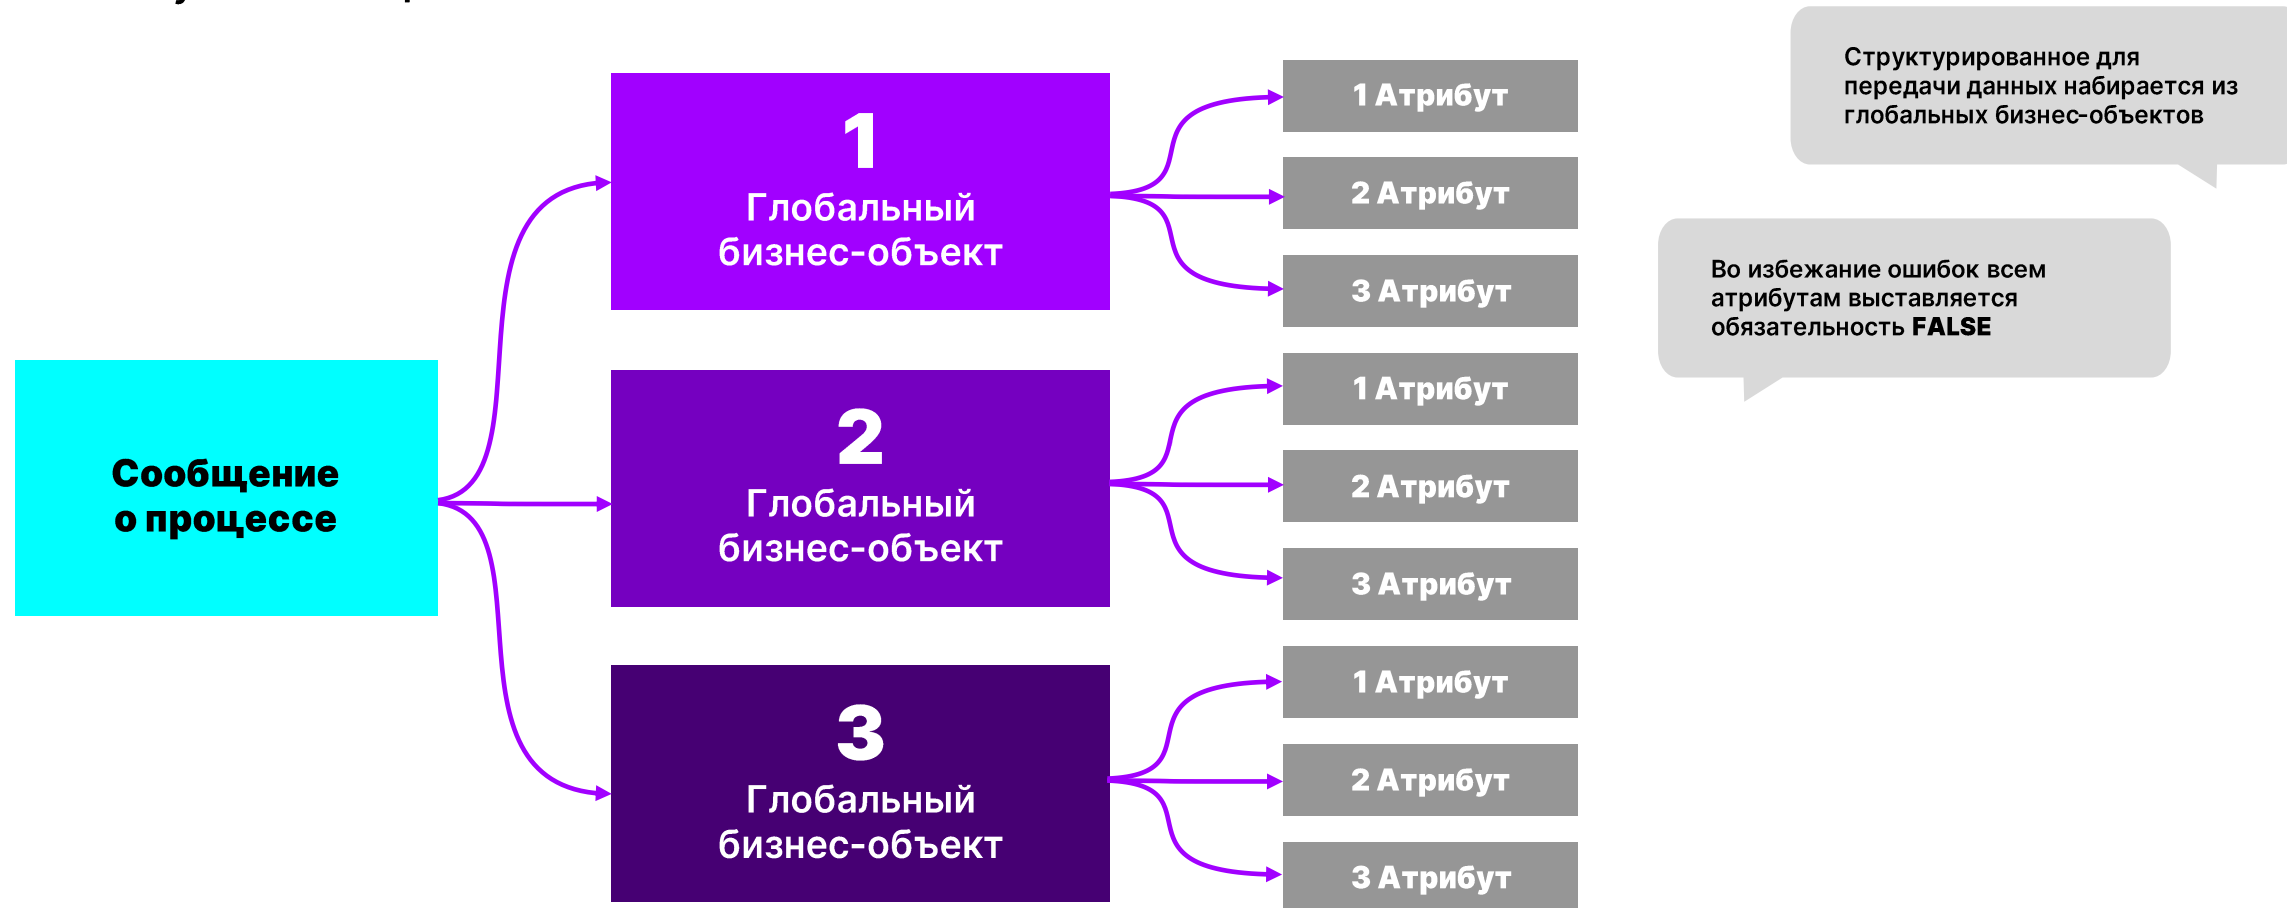 Сообщение
о процессе
1
Глобальный
бизнес-объект
1 Атрибут
2 Атрибут
3 Атрибут
2
Глобальный
бизнес-объект
1 Атрибут
2 Атрибут
3 Атрибут
3
Глобальный
бизнес-объект
1 Атрибут
2 Атрибут
3 Атрибут
Структурированное для
передачи данных набирается из
глобальных бизнес-объектов
Во избежание ошибок всем
атрибутам выставляется
обязательность FALSE